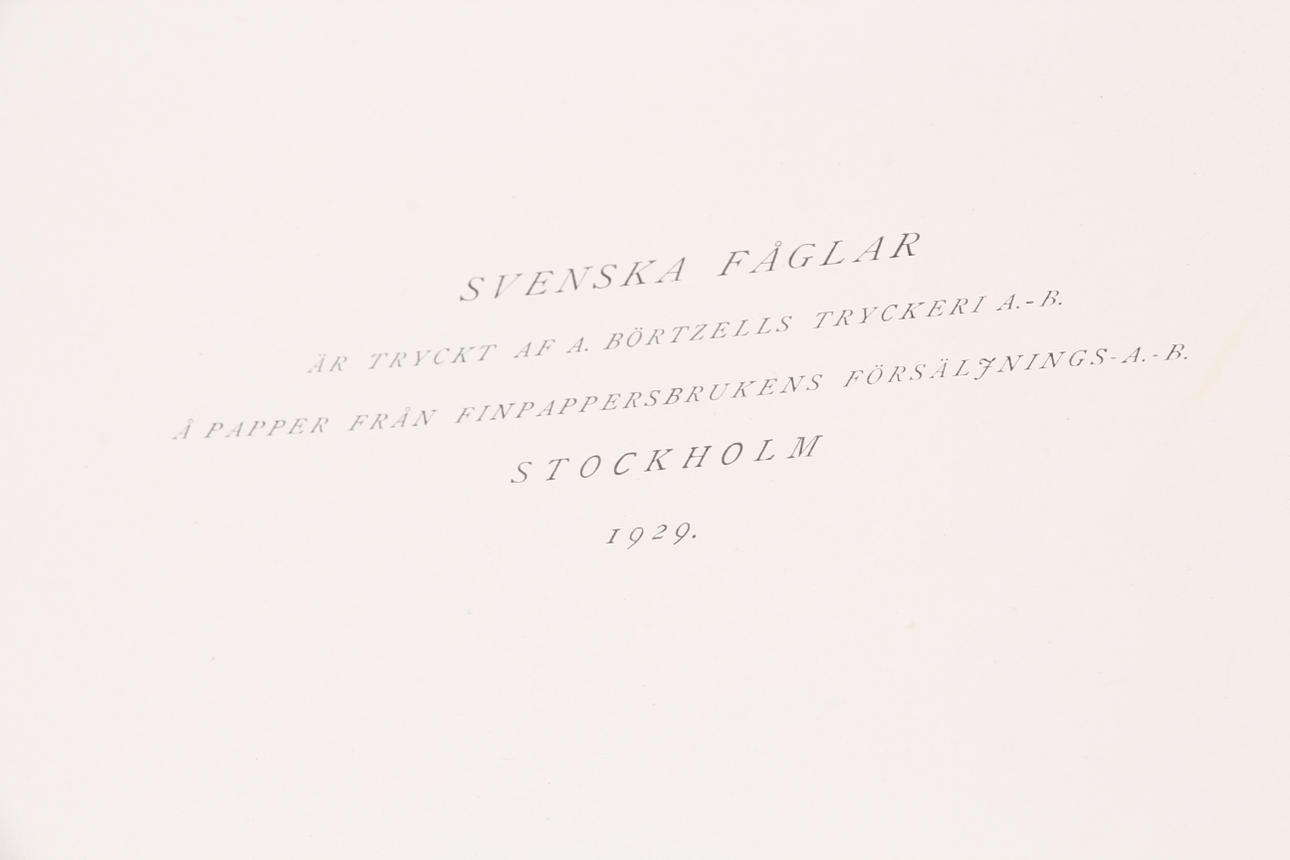 SVENSKA FÅGLAR
ÄR TRYCKT AF A. BÖRTZELLS TRYCKERI A.-B.
Å PAPPER FRÅN FINPAPPERSBRUKENS FÖRSÄLJNINGS-A.-B.
STOCKHOLM
1929.